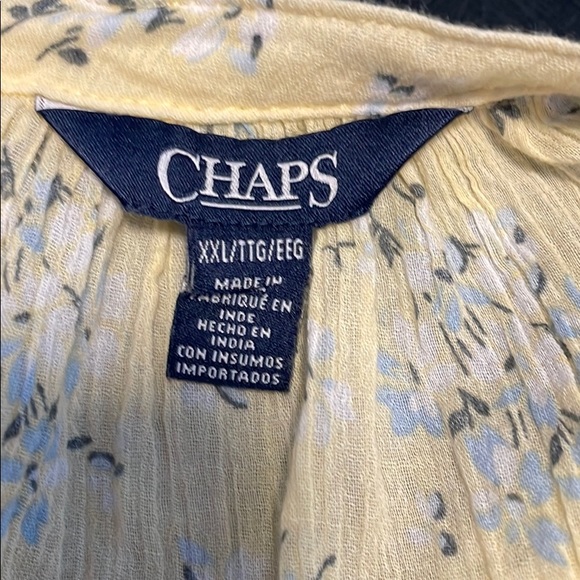 CHAPS
XXL/TTG/EEG
MADE IN
FABRIQUÉ EN
INDE
HECHO EN
INDIA
CON INSUMOS
IMPORTADOS